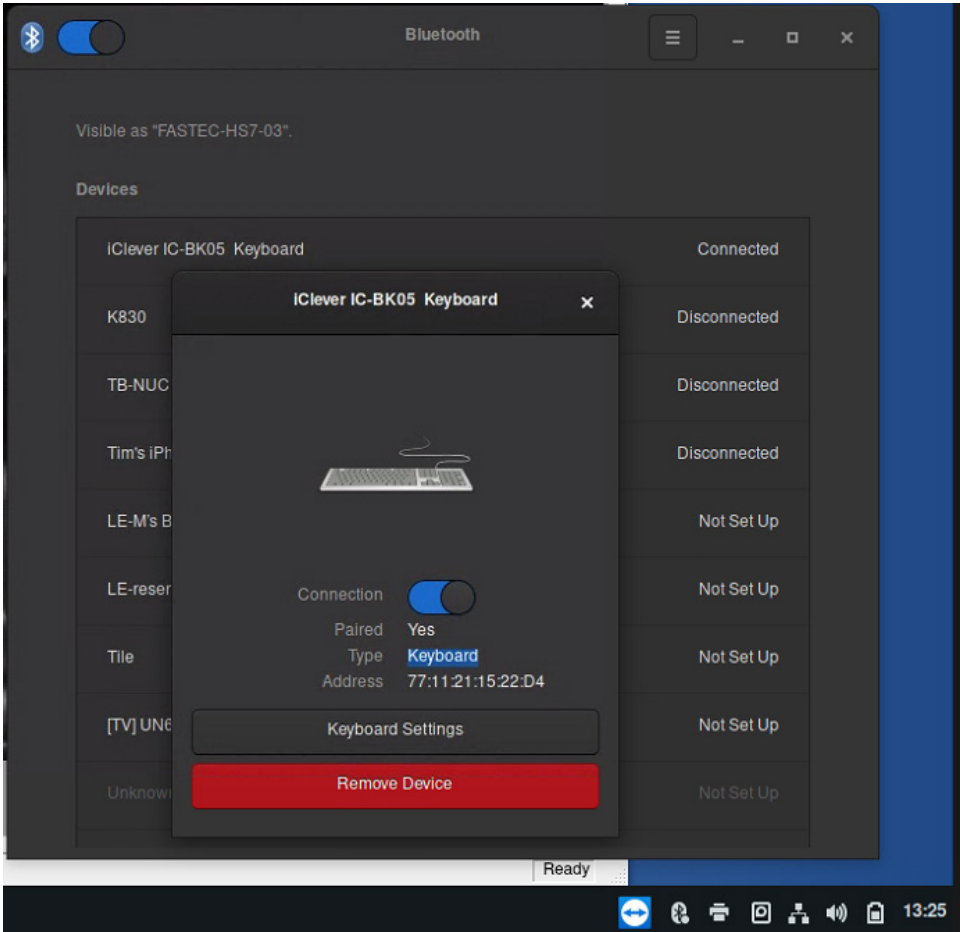 Bluetooth
Visible as "FASTEC-HS7-03".
Devices
iClever IC-BK05 Keyboard Connected
iClever IC-BK05 Keyboard
K830 Disconnected
TB-NUC Disconnected
Tim's iPh Disconnected
LE-M's B Not Set Up
LE-reser Not Set Up
Tile Not Set Up
[TV] UN6 Not Set Up
Unknow Not Set Up
Connection
Paired Yes
Type Keyboard
Address 77:11:21:15:22:D4
Keyboard Settings
Remove Device
Ready
13:25